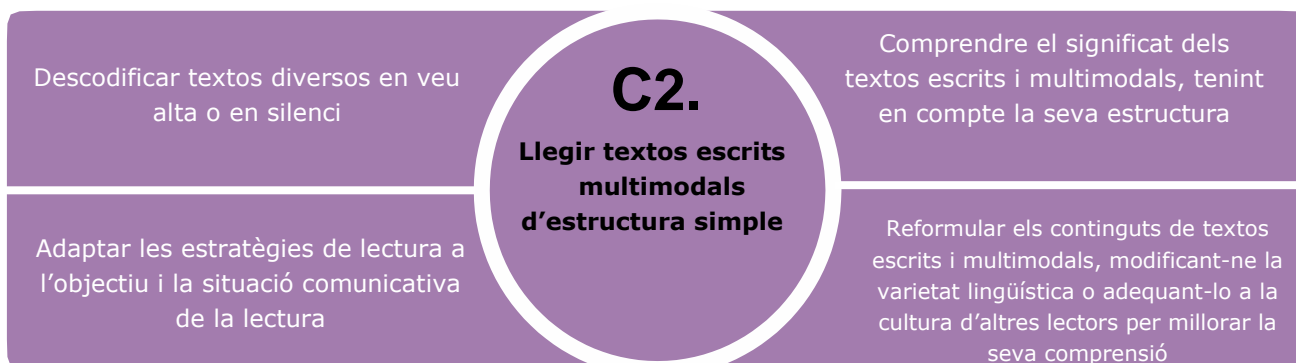 Descodificar textos diversos en veu
alta o en silenci
C2.
Llegir textos escrits
multimodals
d’estructura simple
Comprendre el significat dels
textos escrits i multimodals, tenint
en compte la seva estructura
Adaptar les estratègies de lectura a
l’objectiu i la situació comunicativa
de la lectura
Reformular els continguts de textos
escrits i multimodals, modificant-ne la
varietat lingüística o adequant-lo a la
cultura d’altres lectors per millorar la
seva comprensió